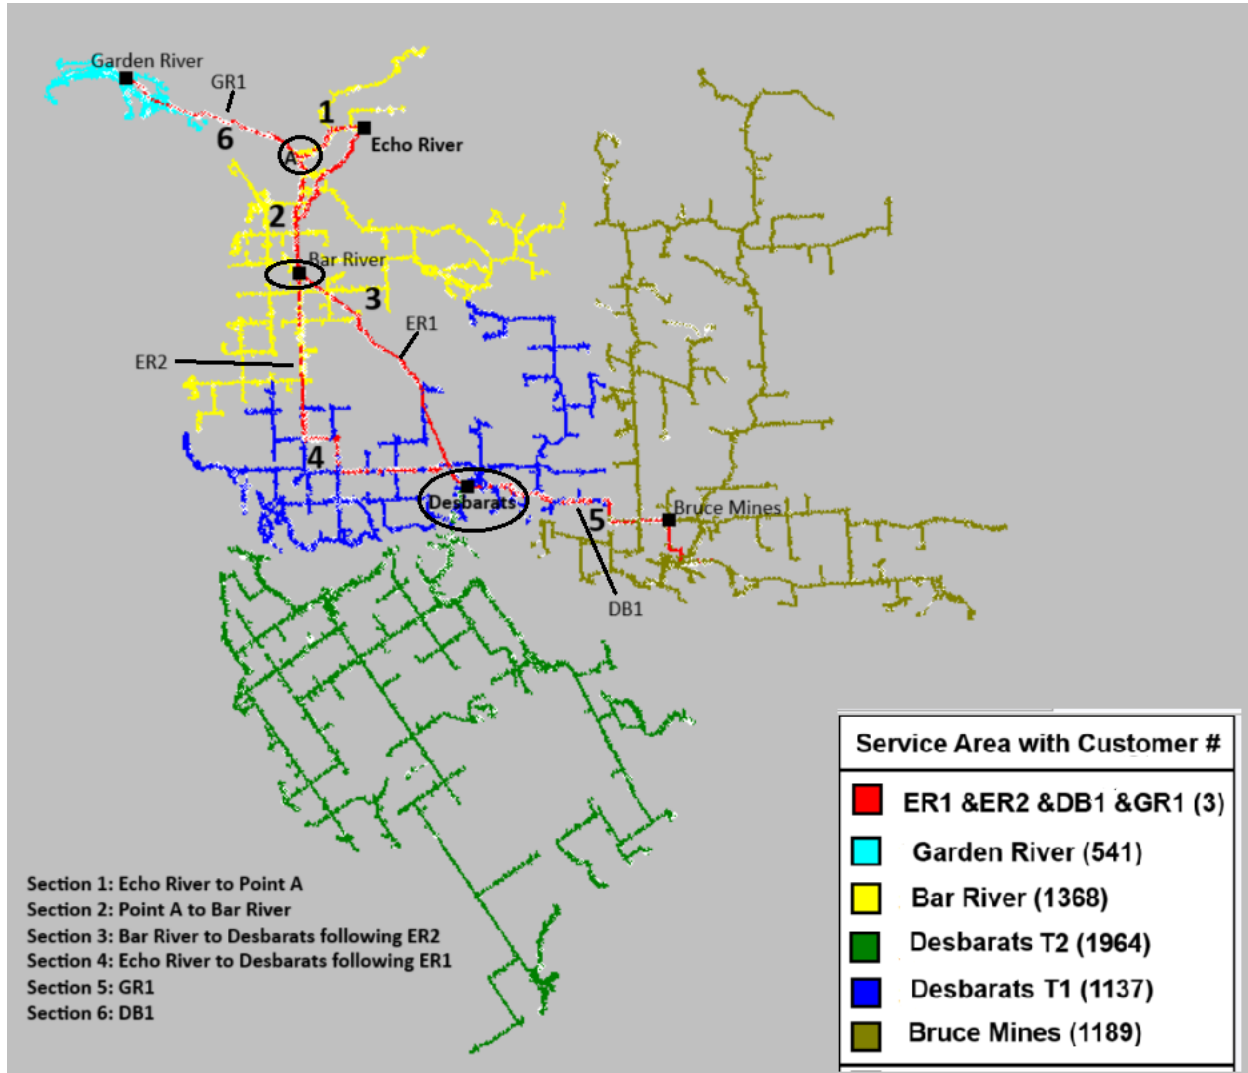 Garden River
GR1
1
6
Echo River
A
2
Bar River
3
ER1
ER2
4
Desbarats
Bruce Mines
5
DB1
Service Area with Customer #
ER1 &ER2 &DB1 &GR1 (3)
Garden River (541)
Bar River (1368)
Desbarats T2 (1964)
Desbarats T1 (1137)
Bruce Mines (1189)
Section 1: Echo River to Point A
Section 2: Point A to Bar River
Section 3: Bar River to Desbarats following ER2
Section 4: Echo River to Desbarats following ER1
Section 5: GR1
Section 6: DB1